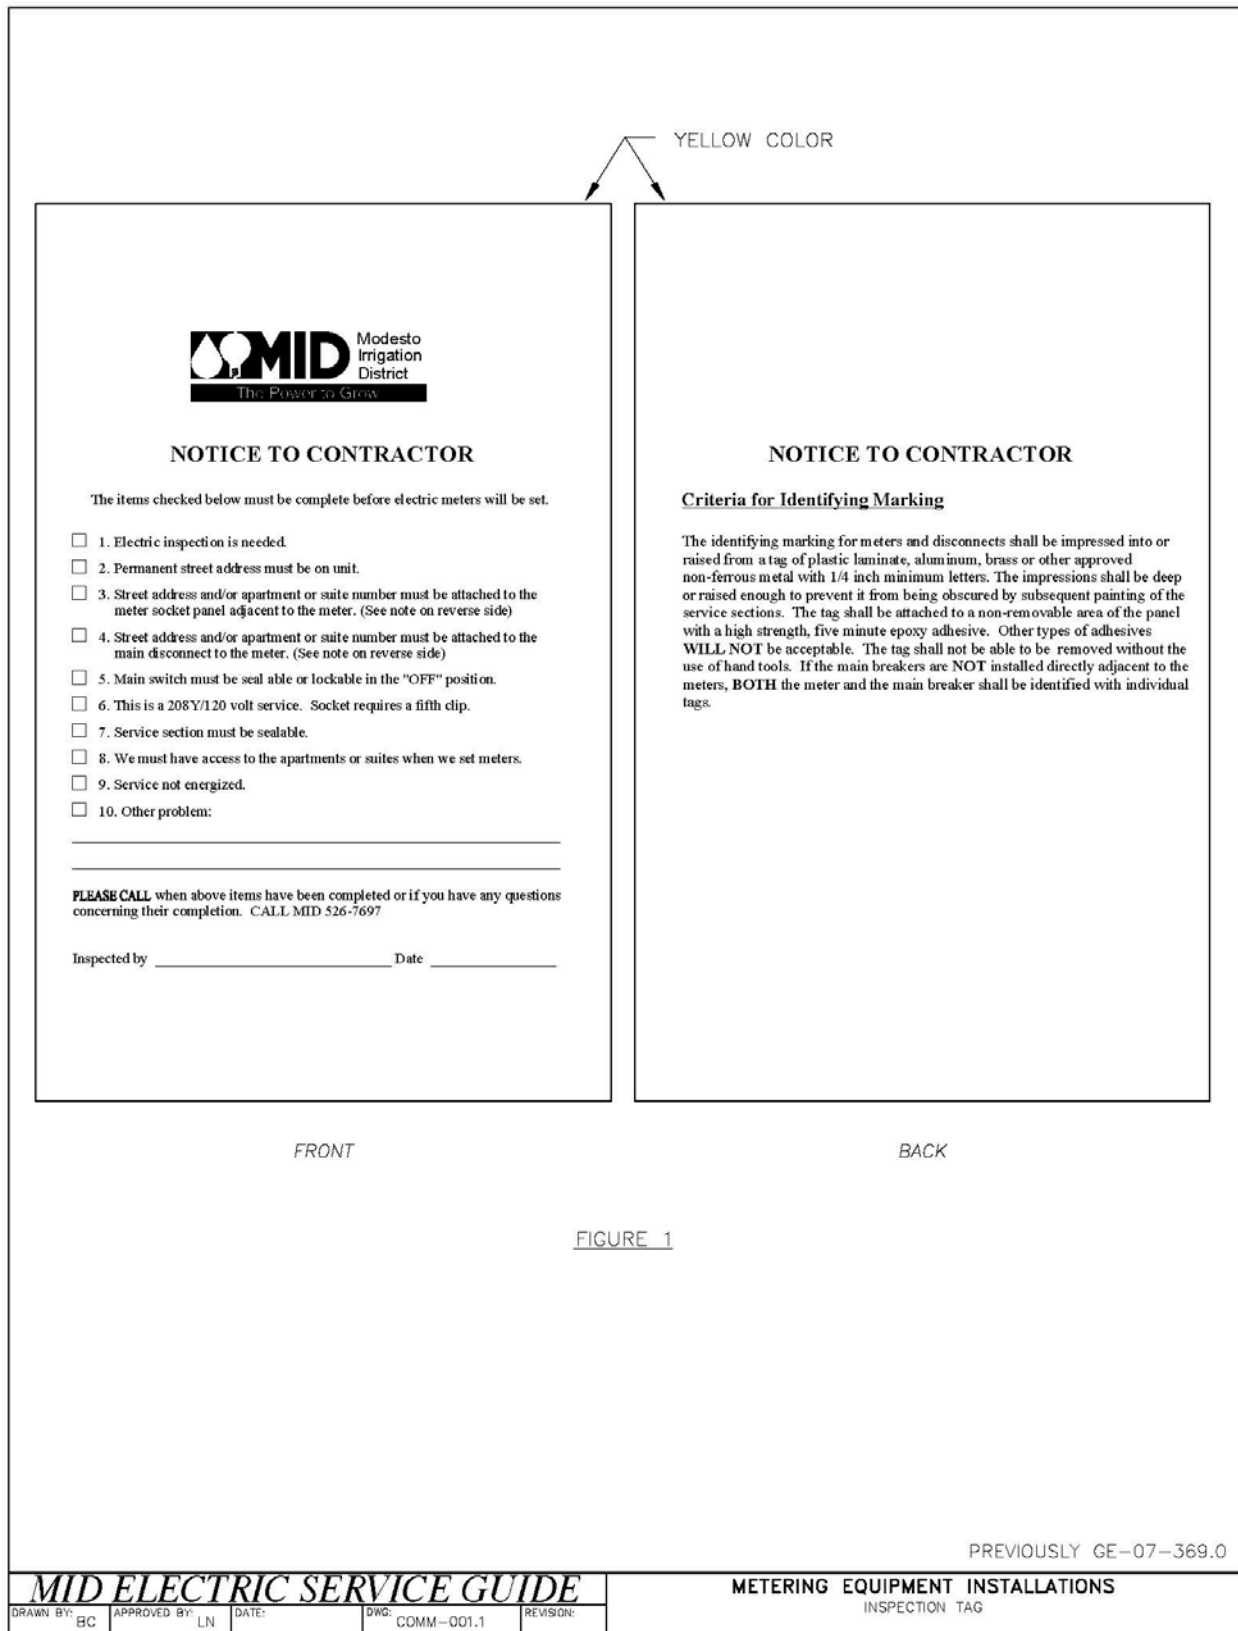 YELLOW COLOR
MID
Modesto
Irrigation
District
The Power to Grow
NOTICE TO CONTRACTOR
The items checked below must be complete before electric meters will be set.
1. Electric inspection is needed.
2. Permanent street address must be on unit.
3. Street address and/or apartment or suite number must be attached to the
meter socket panel adjacent to the meter. (See note on reverse side)
4. Street address and/or apartment or suite number must be attached to the
main disconnect to the meter. (See note on reverse side)
5. Main switch must be seal able or lockable in the "OFF" position.
6. This is a 208Y/120 volt service. Socket requires a fifth clip.
7. Service section must be sealable.
8. We must have access to the apartments or suites when we set meters.
9. Service not energized.
10. Other problem:
PLEASE CALL when above items have been completed or if you have any questions
concerning their completion. CALL MID 526-7697
Inspected by Date
FRONT
NOTICE TO CONTRACTOR
Criteria for Identifying Marking
The identifying marking for meters and disconnects shall be impressed into or
raised from a tag of plastic laminate, aluminum, brass or other approved
non-ferrous metal with 1/4 inch minimum letters. The impressions shall be deep
or raised enough to prevent it from being obscured by subsequent painting of the
service sections. The tag shall be attached to a non-removable area of the panel
with a high strength, five minute epoxy adhesive. Other types of adhesives
WILL NOT be acceptable. The tag shall not be able to be removed without the
use of hand tools. If the main breakers are NOT installed directly adjacent to the
meters, BOTH the meter and the main breaker shall be identified with individual
tags.
BACK
FIGURE 1
PREVIOUSLY GE-07-369.0
MID ELECTRIC SERVICE GUIDE
DRAWN BY: BC APPROVED BY: LN DATE: DWG: COMM-001.1 REVISION:
METERING EQUIPMENT INSTALLATIONS
INSPECTION TAG